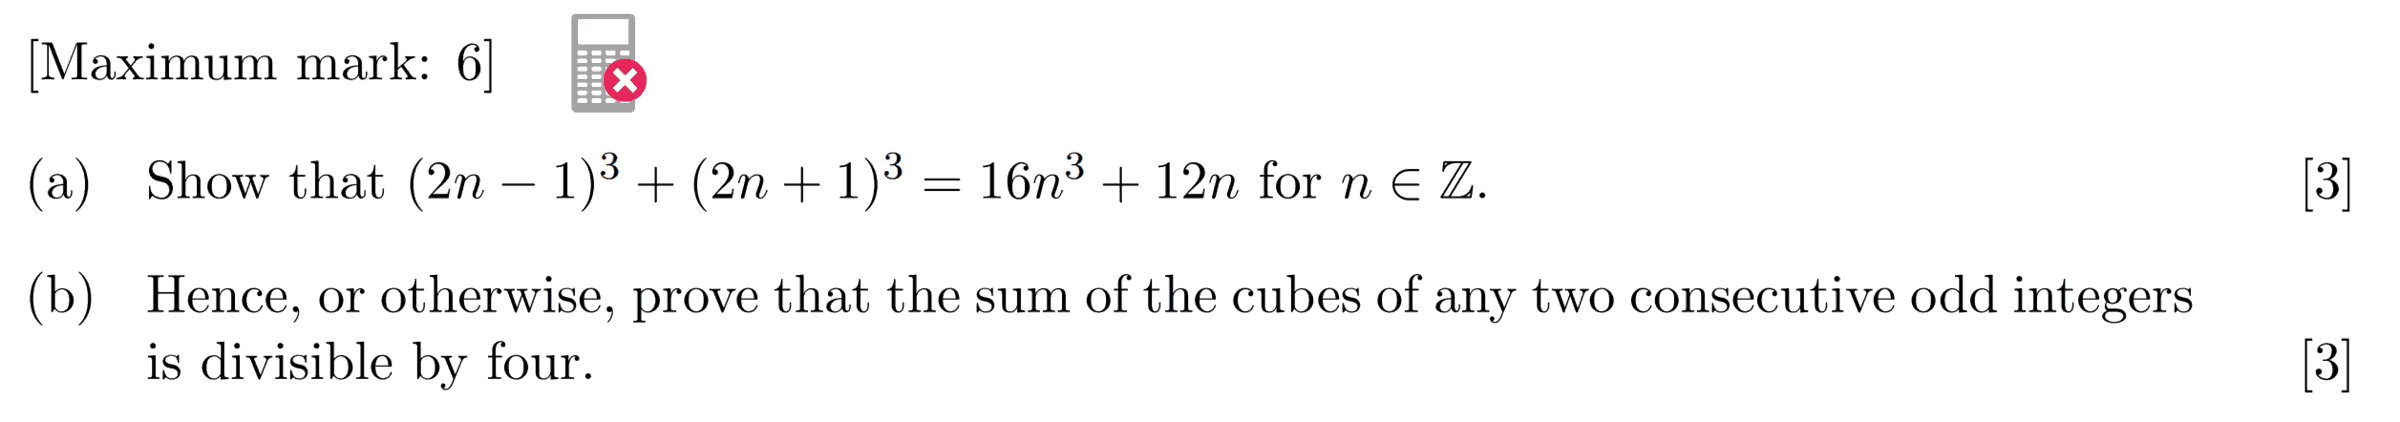 [Maximum mark: 6]
(a) Show that (2n − 1)³ + (2n + 1)³ = 16n³ + 12n for n ∈ ℤ. [3]
(b) Hence, or otherwise, prove that the sum of the cubes of any two consecutive odd integers
is divisible by four. [3]